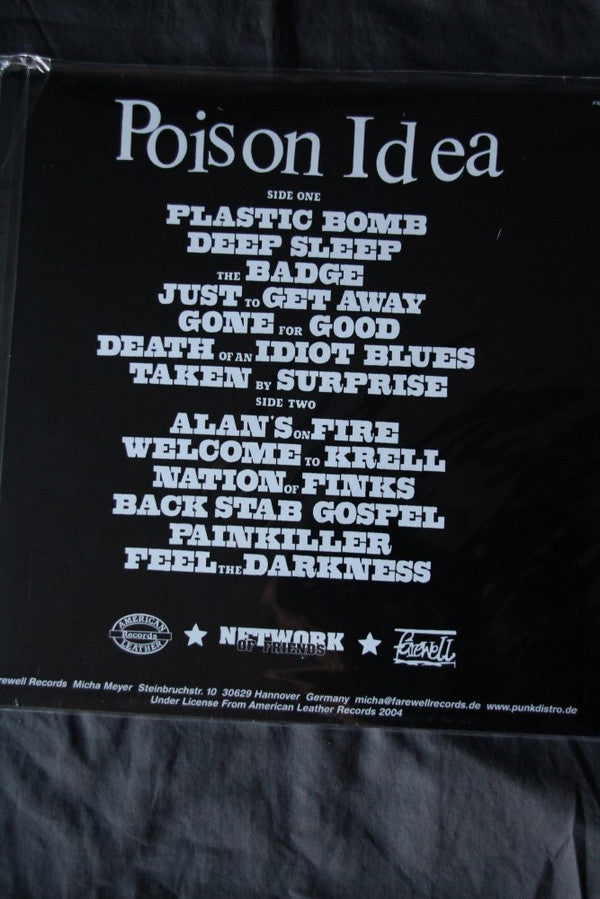 Poison Idea
SIDE ONE
PLASTIC BOMB
DEEP SLEEP
THE BADGE
JUST TO GET AWAY
GONE FOR GOOD
DEATH OF AN IDIOT BLUES
TAKEN BY SURPRISE
SIDE TWO
ALAN'S ON FIRE
WELCOME TO KRELL
NATION OF FINKS
BACK STAB GOSPEL
PAINKILLER
FEEL THE DARKNESS
AMERICAN
Records
LEATHER
NETWORK
OF FRIENDS
farewell
arewell Records Micha Meyer Steinbruchstr. 10 30629 Hannover Germany micha@farewellrecords.de www.punkdistro.de
Under License From American Leather Records 2004